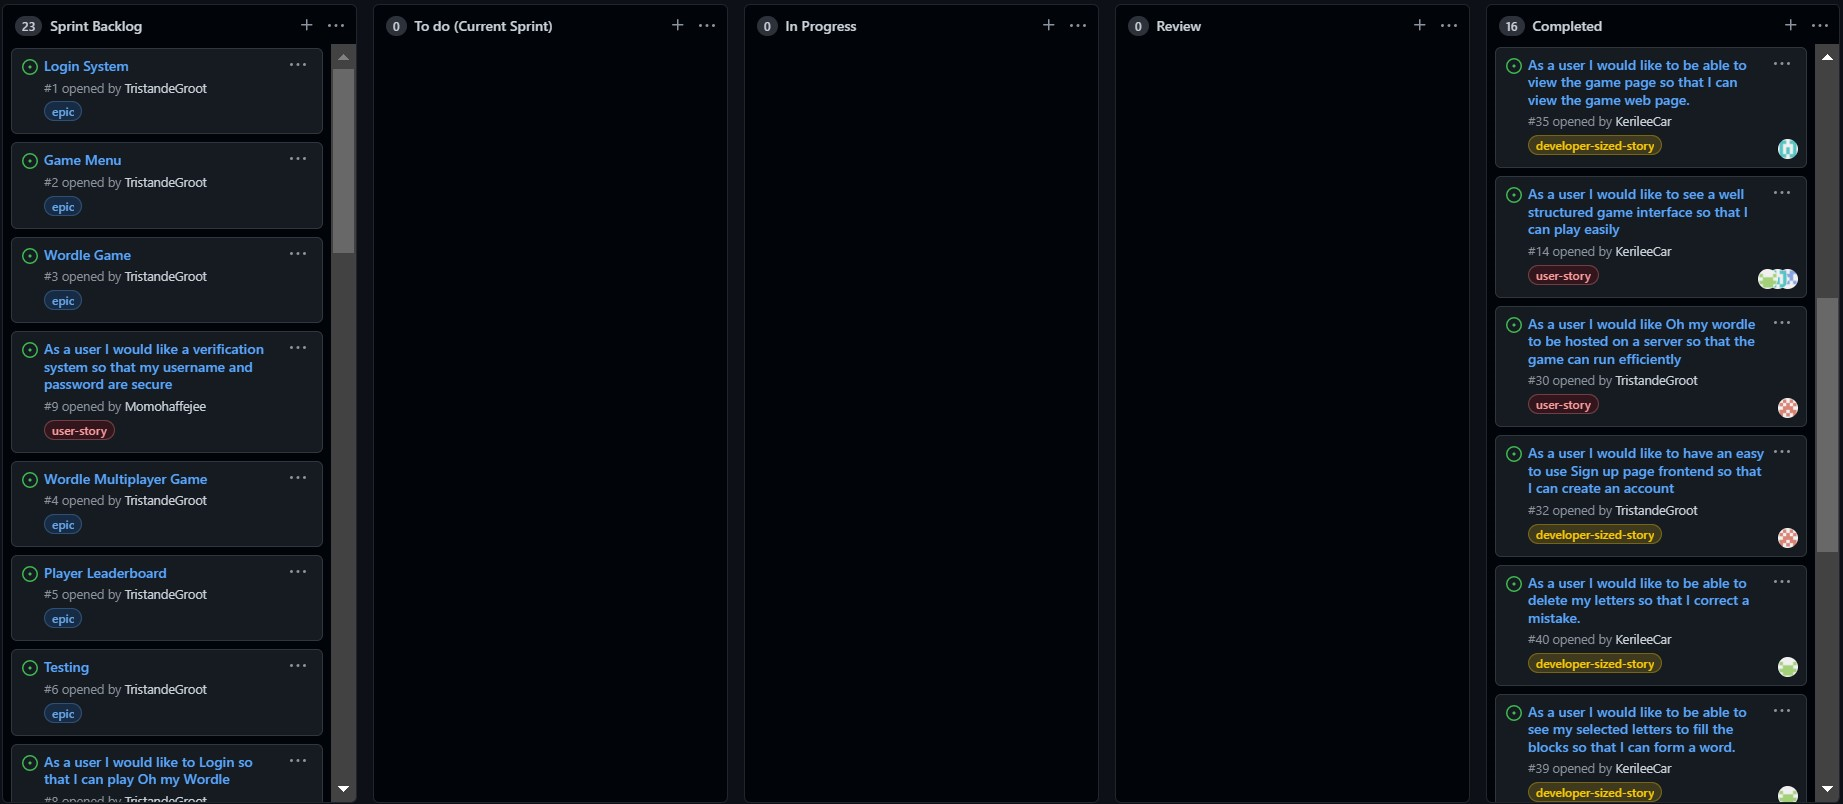 23 Sprint Backlog
Login System
#1 opened by TristandeGroot
epic
Game Menu
#2 opened by TristandeGroot
epic
Wordle Game
#3 opened by TristandeGroot
epic
As a user I would like a verification
system so that my username and
password are secure
#9 opened by Momohaffejee
user-story
Wordle Multiplayer Game
#4 opened by TristandeGroot
epic
Player Leaderboard
#5 opened by TristandeGroot
epic
Testing
#6 opened by TristandeGroot
epic
As a user I would like to Login so
that I can play Oh my Wordle
#8 opened by TristandeGroot
0 To do (Current Sprint)
0 In Progress
0 Review
16 Completed
As a user I would like to be able to
view the game page so that I can
view the game web page.
#35 opened by KerileeCar
developer-sized-story
As a user I would like to see a well
structured game interface so that I
can play easily
#14 opened by KerileeCar
user-story
As a user I would like Oh my wordle
to be hosted on a server so that the
game can run efficiently
#30 opened by TristandeGroot
user-story
As a user I would like to have an easy
to use Sign up page frontend so that
I can create an account
#32 opened by TristandeGroot
developer-sized-story
As a user I would like to be able to
delete my letters so that I correct a
mistake.
#40 opened by KerileeCar
developer-sized-story
As a user I would like to be able to
see my selected letters to fill the
blocks so that I can form a word.
#39 opened by KerileeCar
developer-sized-story